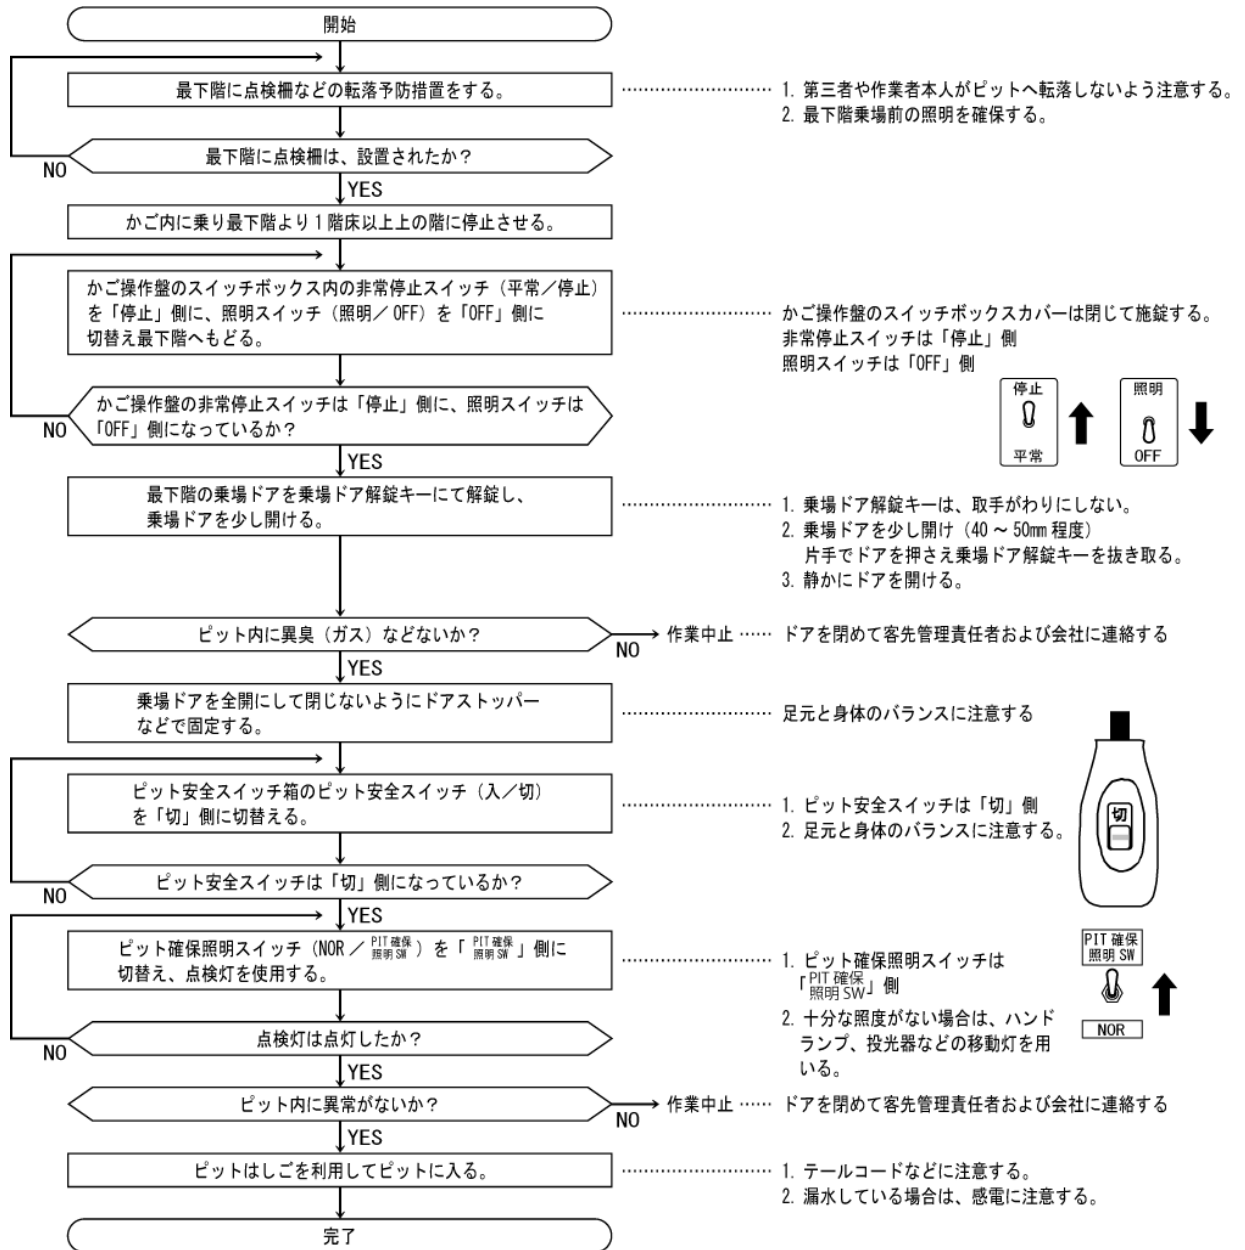 開始
最下階に点検柵などの転落予防措置をする。
1. 第三者や作業者本人がピットへ転落しないよう注意する。
2. 最下階乗場前の照明を確保する。
最下階に点検柵は、設置されたか?
NO
YES
かご内に乗り最下階より1階床以上上の階に停止させる。
かご操作盤のスイッチボックス内の非常停止スイッチ(平常/停止)
を「停止」側に、照明スイッチ(照明/OFF)を「OFF」側に
切替え最下階へもどる。
かご操作盤のスイッチボックスカバーは閉じて施錠する。
非常停止スイッチは「停止」側
照明スイッチは「OFF」側
停止
平常
照明
OFF
かご操作盤の非常停止スイッチは「停止」側に、照明スイッチは
「OFF」側になっているか?
NO
YES
最下階の乗場ドアを乗場ドア解錠キーにて解錠し、
乗場ドアを少し開ける。
1. 乗場ドア解錠キーは、取手がわりにしない。
2. 乗場ドアを少し開け(40~50mm程度)
片手でドアを押さえ乗場ドア解錠キーを抜き取る。
3. 静かにドアを開ける。
ピット内に異臭(ガス)などないか?
NO
作業中止 …… ドアを閉めて客先管理責任者および会社に連絡する
YES
乗場ドアを全開にして閉じないようにドアストッパー
などで固定する。
足元と身体のバランスに注意する
ピット安全スイッチ箱のピット安全スイッチ(入/切)
を「切」側に切替える。
1. ピット安全スイッチは「切」側
2. 足元と身体のバランスに注意する。
切
ピット安全スイッチは「切」側になっているか?
NO
YES
ピット確保照明スイッチ(NOR/PIT確保照明SW)を「PIT確保照明SW」側に
切替え、点検灯を使用する。
1. ピット確保照明スイッチは
「PIT確保照明SW」側
2. 十分な照度がない場合は、ハンド
ランプ、投光器などの移動灯を用
いる。
PIT確保
照明SW
NOR
点検灯は点灯したか?
NO
YES
ピット内に異常がないか?
NO
作業中止 …… ドアを閉めて客先管理責任者および会社に連絡する
YES
ピットはしごを利用してピットに入る。
1. テールコードなどに注意する。
2. 漏水している場合は、感電に注意する。
完了